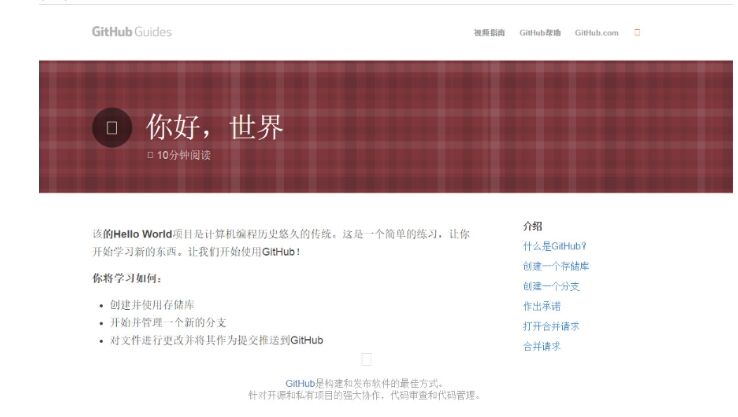 GitHub Guides
视频指南 GitHub帮助 GitHub.com
你好，世界
10分钟阅读
该的Hello World项目是计算机编程历史悠久的传统。这是一个简单的练习，让你
开始学习新的东西。让我们开始使用GitHub！
你将学习如何：
• 创建并使用存储库
• 开始并管理一个新的分支
• 对文件进行更改并将其作为提交推送到GitHub
介绍
什么是GitHub？
创建一个存储库
创建一个分支
作出承诺
打开合并请求
合并请求
GitHub是构建和发布软件的最佳方式。
针对开源和私有项目的强大协作，代码审查和代码管理。